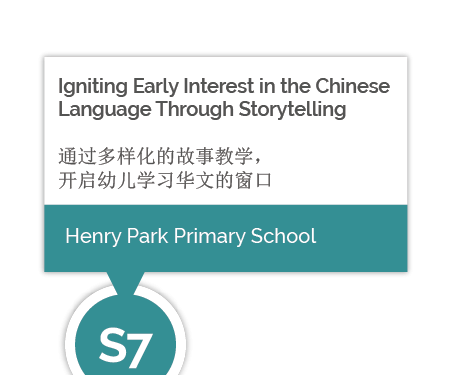 Igniting Early Interest in the Chinese
Language Through Storytelling
通过多样化的故事教学，
开启幼儿学习华文的窗口
Henry Park Primary School
S7